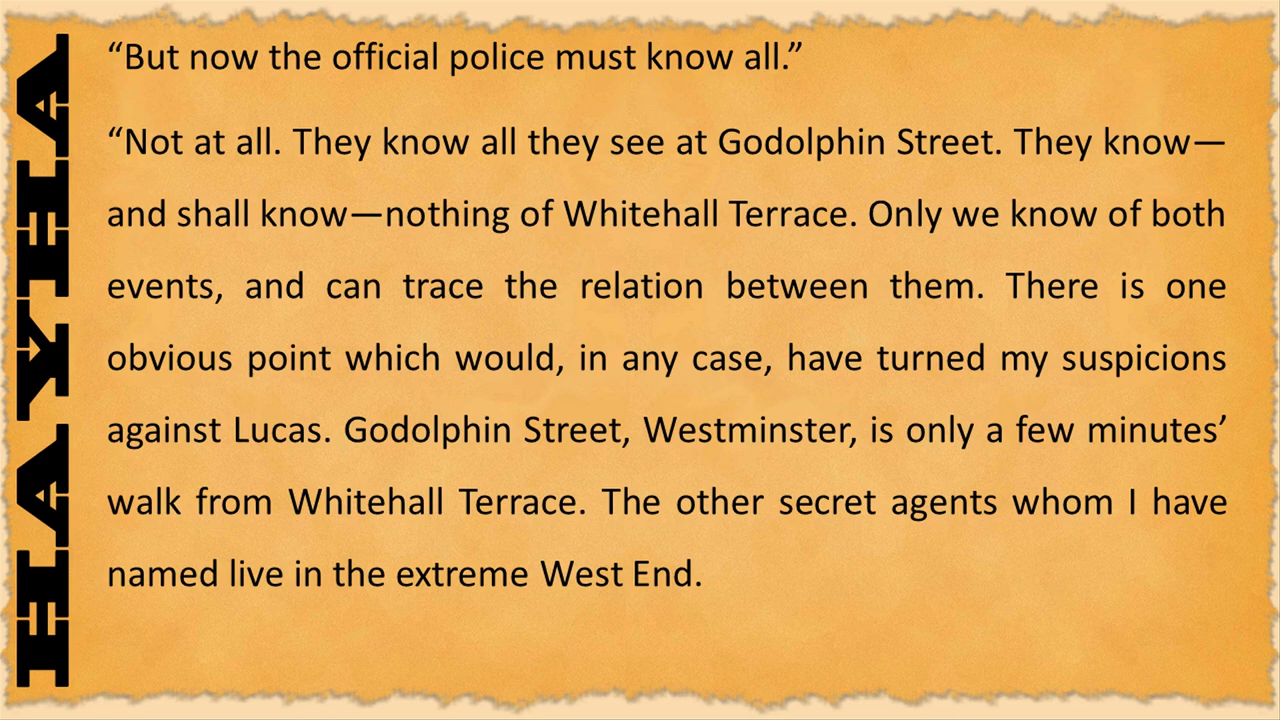 HAYHA
“But now the official police must know all.”
“Not at all. They know all they see at Godolphin Street. They know—
and shall know—nothing of Whitehall Terrace. Only we know of both
events, and can trace the relation between them. There is one
obvious point which would, in any case, have turned my suspicions
against Lucas. Godolphin Street, Westminster, is only a few minutes’
walk from Whitehall Terrace. The other secret agents whom I have
named live in the extreme West End.